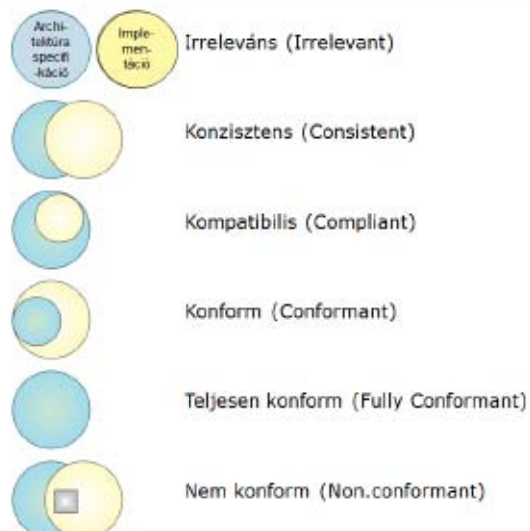 Archi-
tektúra
specifi
-káció
Imple-
men-
táció
Irreleváns (Irrelevant)
Konzisztens (Consistent)
Kompatibilis (Compliant)
Konform (Conformant)
Teljesen konform (Fully Conformant)
Nem konform (Non.conformant)